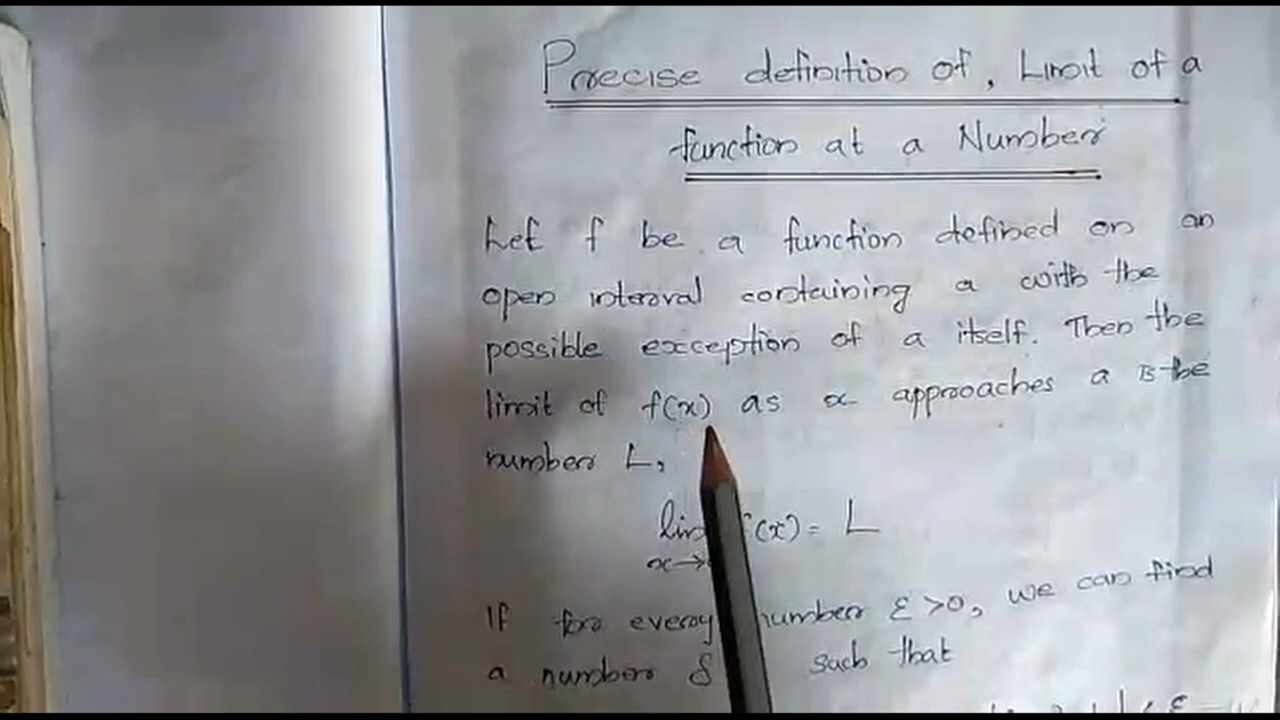 Precise definition of, Limit of a
function at a Number
Let f be a function defined on an
open interval containing a with the
possible exception of a itself. Then the
limit of f(x) as x approaches a is the
number L,
lim f(x) = L
x→
If for every number ε >0, we can find
a number δ such that